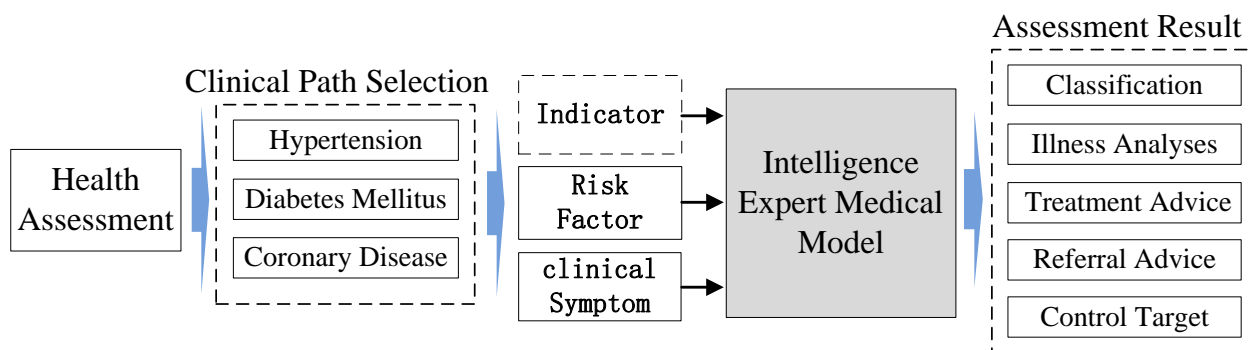 Health
Assessment
Clinical Path Selection
Hypertension
Diabetes Mellitus
Coronary Disease
Indicator
Risk
Factor
clinical
Symptom
Intelligence
Expert Medical
Model
Assessment Result
Classification
Illness Analyses
Treatment Advice
Referral Advice
Control Target